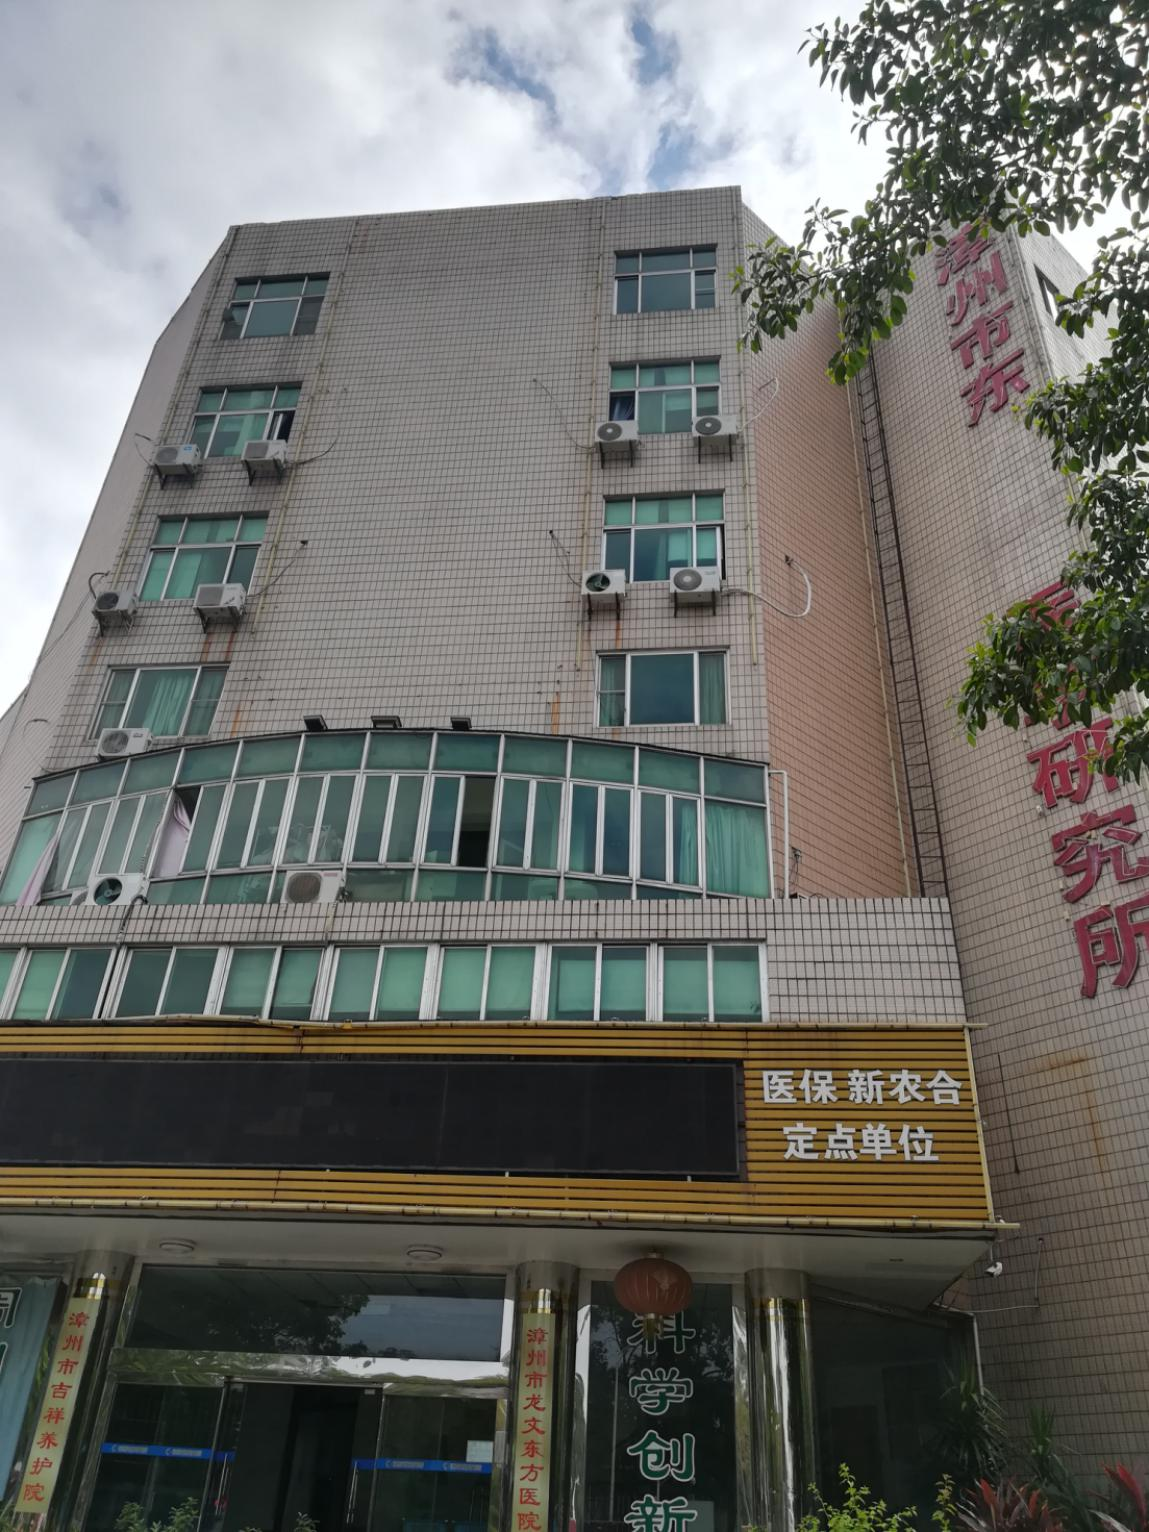 漳州市东
研究所
医保 新农合
定点单位
漳州市吉祥养护院
漳州市龙文东方医院
科学创新